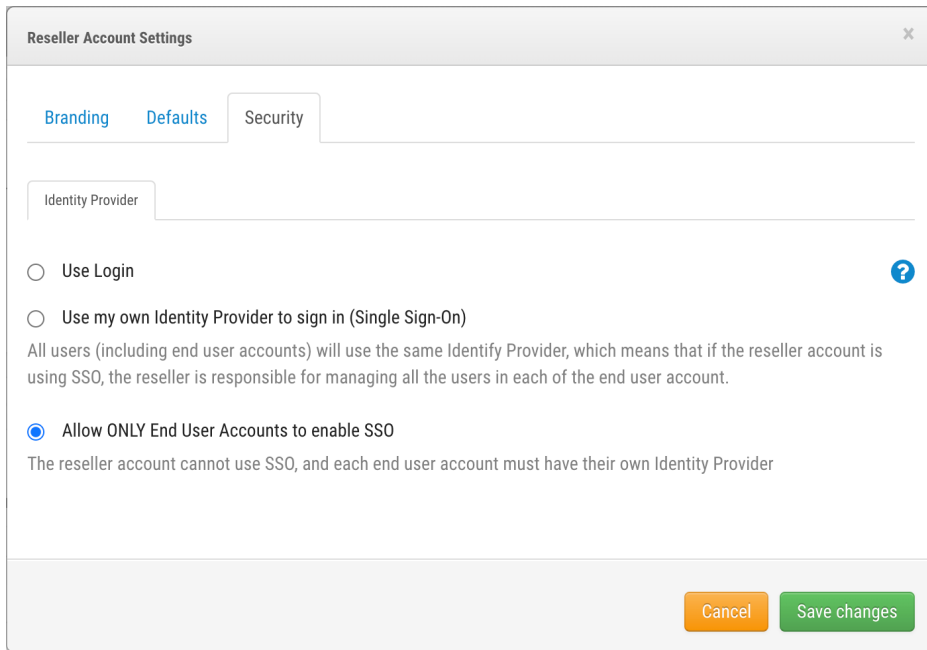 Reseller Account Settings
×
Branding
Defaults
Security
Identity Provider
Use Login
?
Use my own Identity Provider to sign in (Single Sign-On)
All users (including end user accounts) will use the same Identify Provider, which means that if the reseller account is
using SSO, the reseller is responsible for managing all the users in each of the end user account.
Allow ONLY End User Accounts to enable SSO
The reseller account cannot use SSO, and each end user account must have their own Identity Provider
Cancel
Save changes